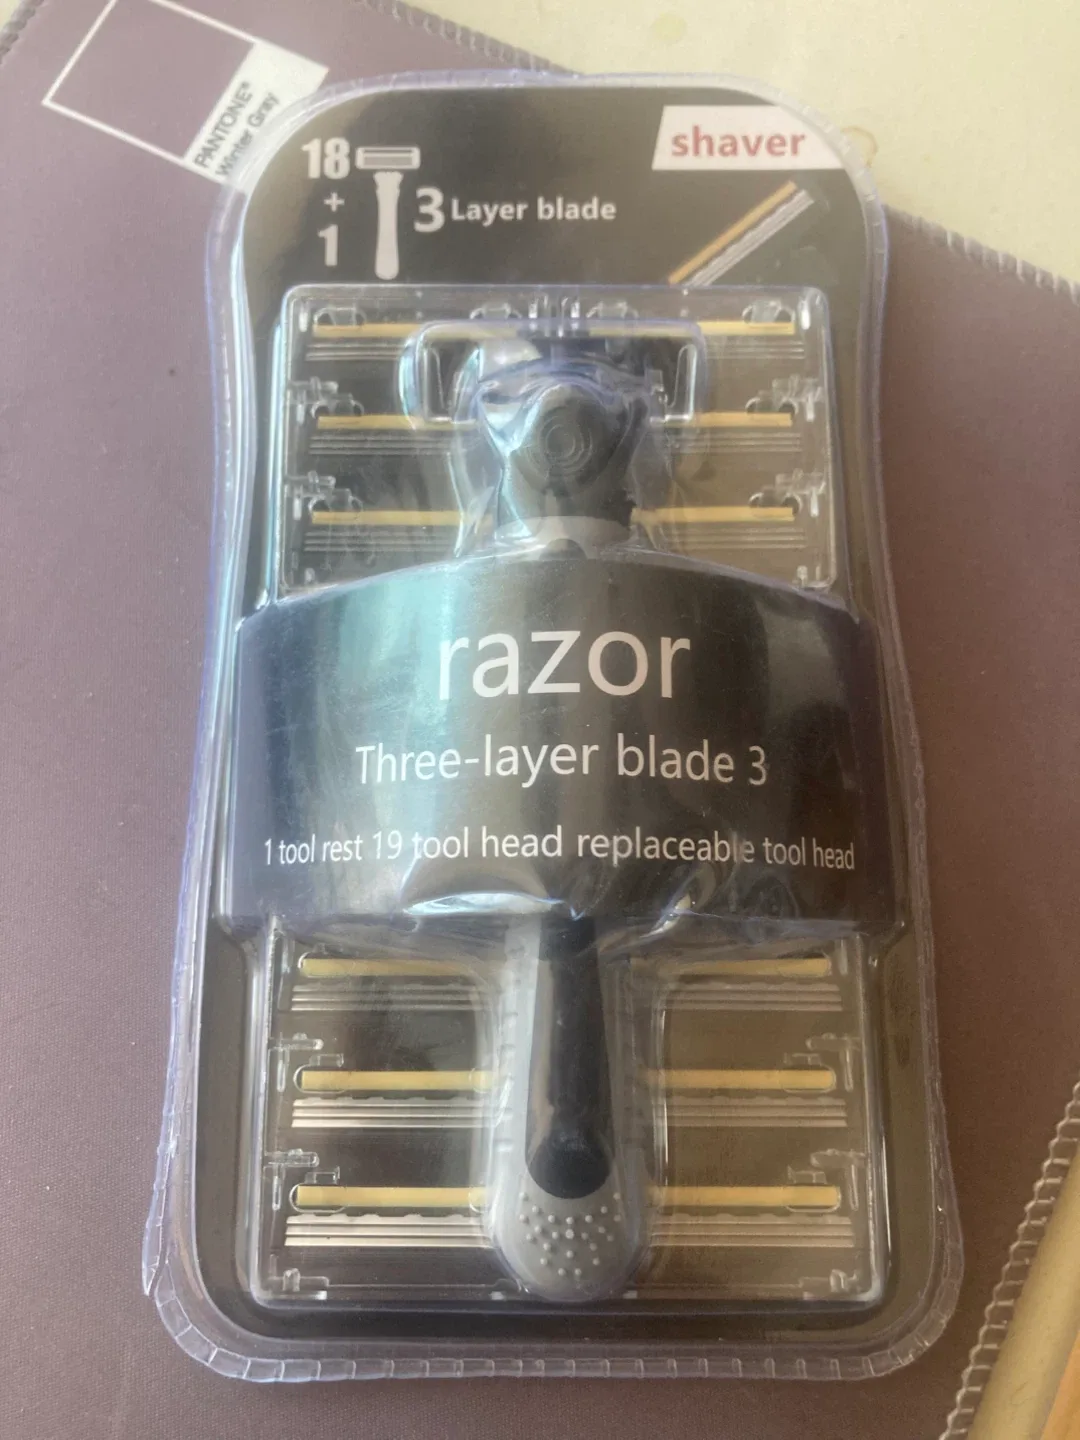 PANTONE®
Winter Gray
shaver
18
+
1
3 Layer blade
razor
Three-layer blade 3
1 tool rest 19 tool head replaceable tool head